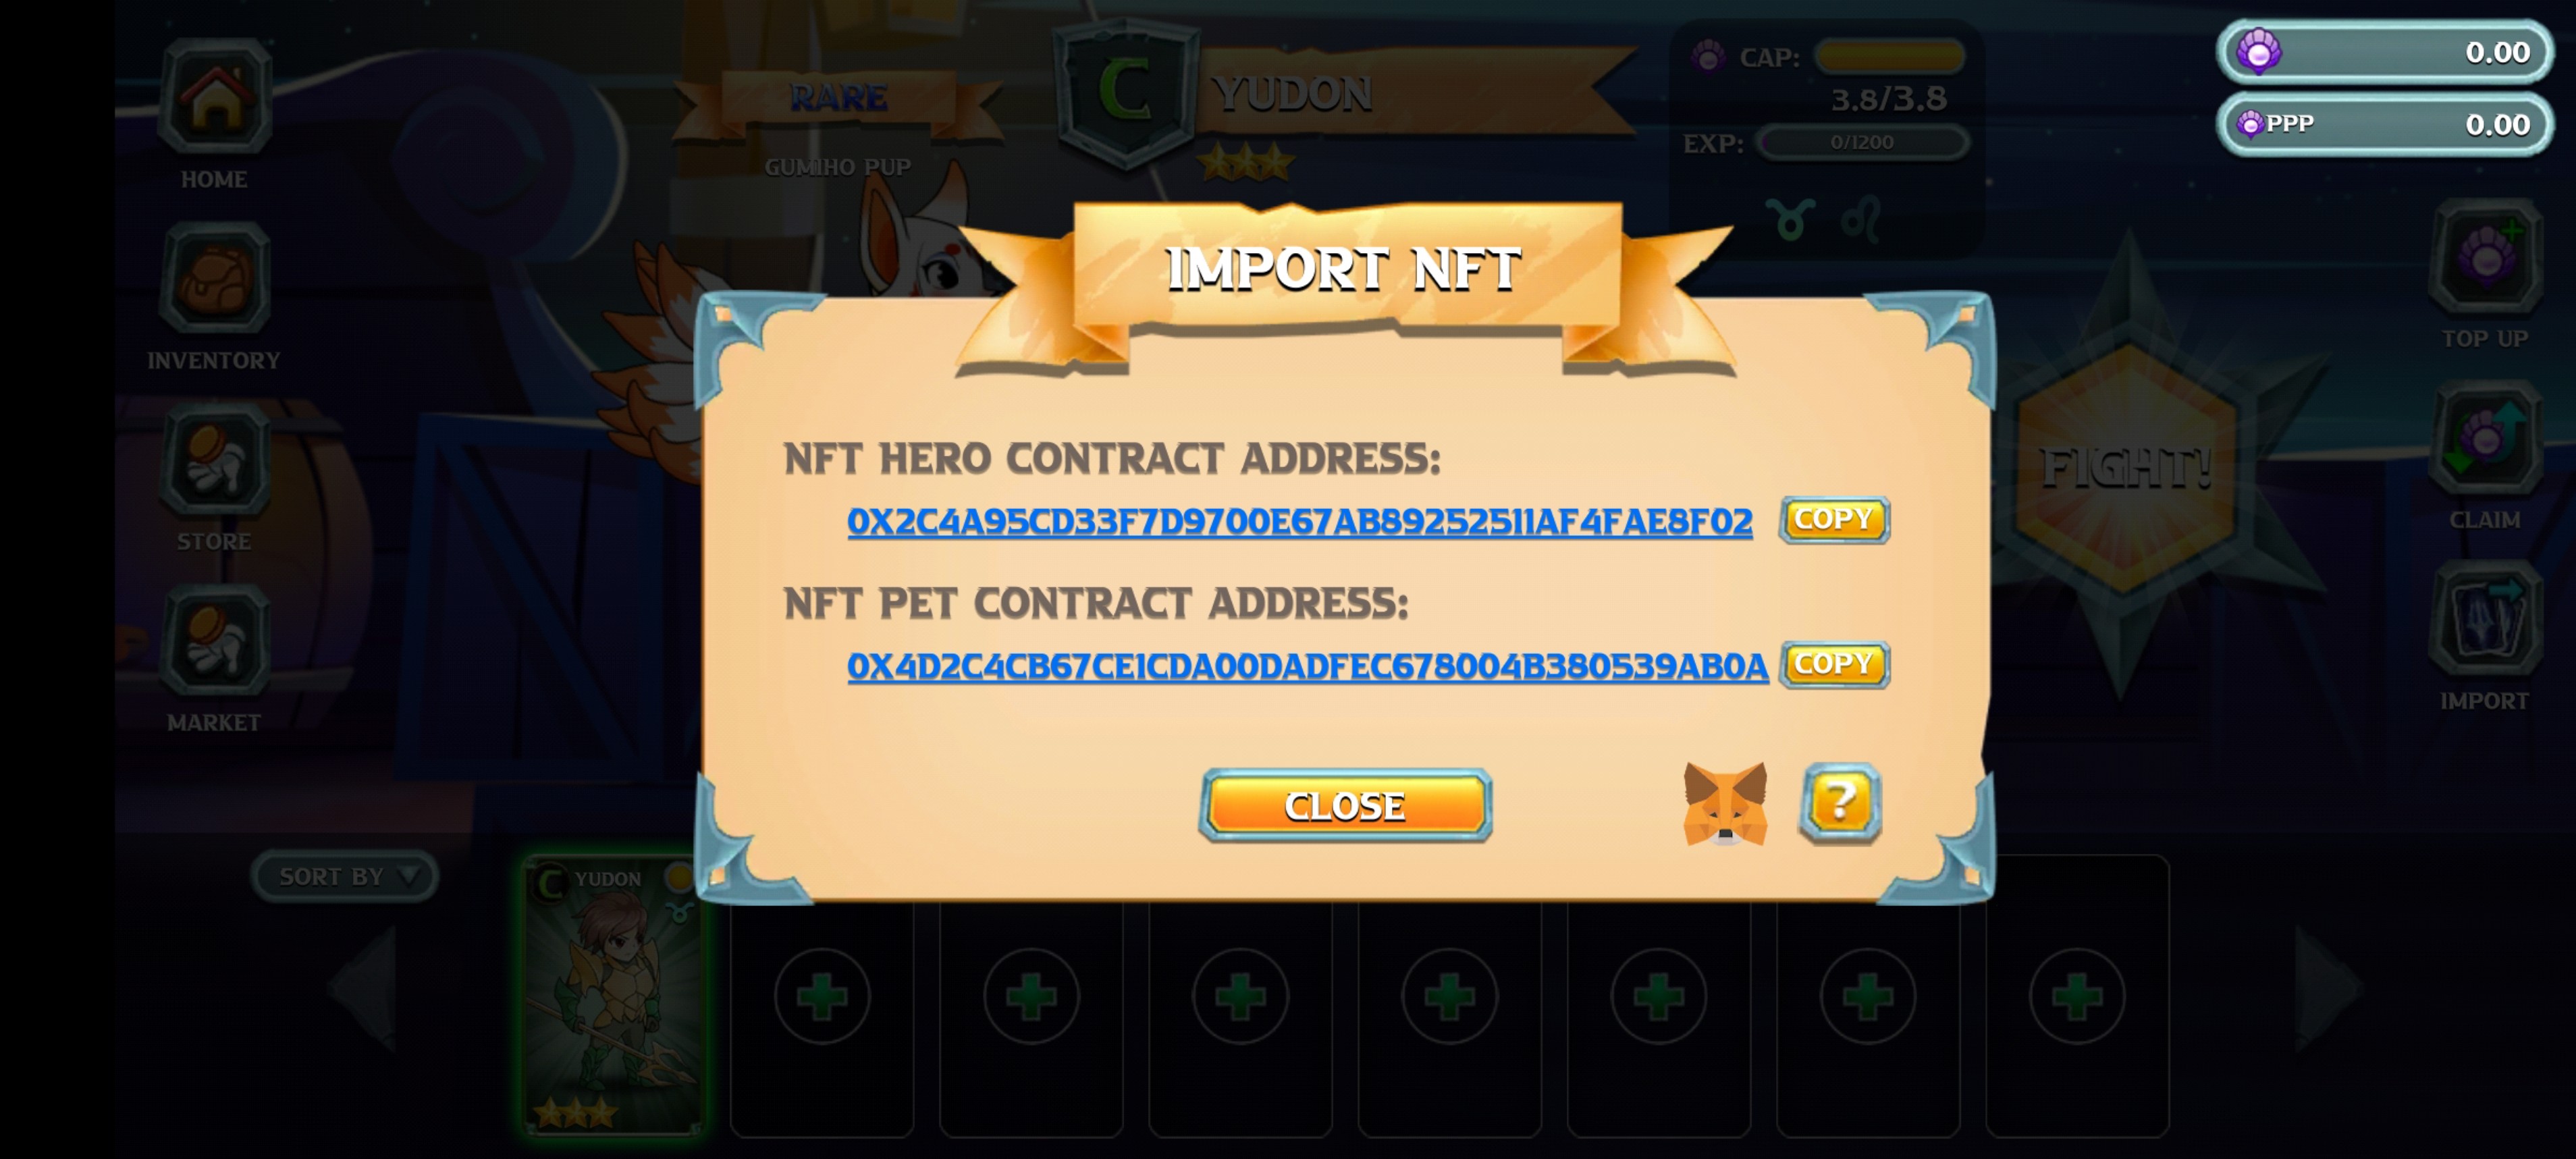 0.00
PPP 0.00
HOME
INVENTORY
STORE
MARKET
RARE
GUMIHO PUP
C YUDON
CAP:
3.8/3.8
EXP: 0/1200
IMPORT NFT
NFT HERO CONTRACT ADDRESS:
0X2C4A95CD33F7D9700E67AB89252511AF4FAE8F02 COPY
NFT PET CONTRACT ADDRESS:
0X4D2C4CB67CE1CDA00DADFEC678004B380539AB0A COPY
CLOSE ?
FIGHT!
TOP UP
CLAIM
IMPORT
SORT BY
C YUDON